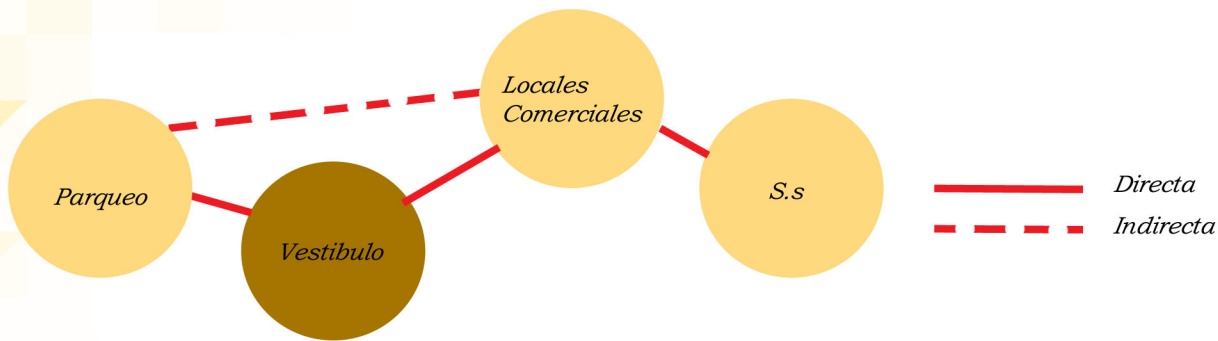 Locales
Comerciales
Parqueo
Vestibulo
S.s
Directa
Indirecta